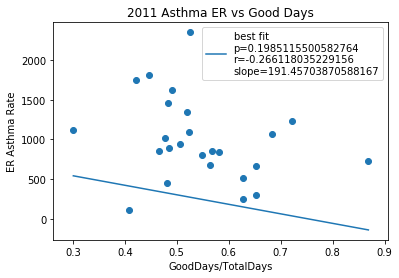 2011 Asthma ER vs Good Days
best fit
p=0.1985115500582764
r=-0.266118035229156
slope=191.45703870588167
ER Asthma Rate
2000
1500
1000
500
0
0.3 0.4 0.5 0.6 0.7 0.8 0.9
GoodDays/TotalDays